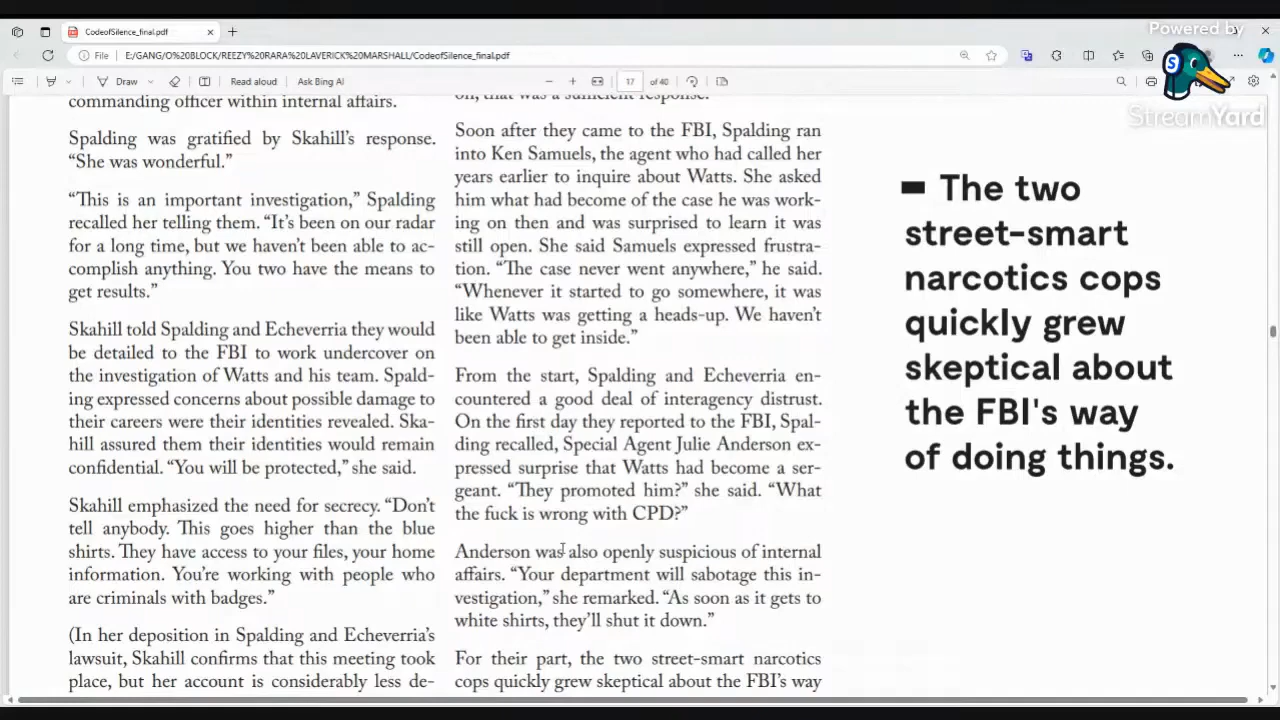 CodeofSilence_final.pdf
Powered by
File
E:/GANG/O%20BLOCK/REEZY%20RARA%20LAVERICK%20MARSHALL/CodeofSilence_final.pdf
S
StreamYard
Draw
Read aloud
Ask Bing AI
17
of 40
commanding officer within internal affairs.
Spalding was gratified by Skahill’s response.
“She was wonderful.”
“This is an important investigation,” Spalding
recalled her telling them. “It’s been on our radar
for a long time, but we haven’t been able to ac-
complish anything. You two have the means to
get results.”
Skahill told Spalding and Echeverria they would
be detailed to the FBI to work undercover on
the investigation of Watts and his team. Spald-
ing expressed concerns about possible damage to
their careers were their identities revealed. Ska-
hill assured them their identities would remain
confidential. “You will be protected,” she said.
Skahill emphasized the need for secrecy. “Don’t
tell anybody. This goes higher than the blue
shirts. They have access to your files, your home
information. You’re working with people who
are criminals with badges.”
(In her deposition in Spalding and Echeverria’s
lawsuit, Skahill confirms that this meeting took
place, but her account is considerably less de-
on, that was a sufficient response.
Soon after they came to the FBI, Spalding ran
into Ken Samuels, the agent who had called her
years earlier to inquire about Watts. She asked
him what had become of the case he was work-
ing on then and was surprised to learn it was
still open. She said Samuels expressed frustra-
tion. “The case never went anywhere,” he said.
“Whenever it started to go somewhere, it was
like Watts was getting a heads-up. We haven’t
been able to get inside.”
From the start, Spalding and Echeverria en-
countered a good deal of interagency distrust.
On the first day they reported to the FBI, Spal-
ding recalled, Special Agent Julie Anderson ex-
pressed surprise that Watts had become a ser-
geant. “They promoted him?” she said. “What
the fuck is wrong with CPD?”
Anderson was also openly suspicious of internal
affairs. “Your department will sabotage this in-
vestigation,” she remarked. “As soon as it gets to
white shirts, they’ll shut it down.”
For their part, the two street-smart narcotics
cops quickly grew skeptical about the FBI’s way
The two
street-smart
narcotics cops
quickly grew
skeptical about
the FBI's way
of doing things.